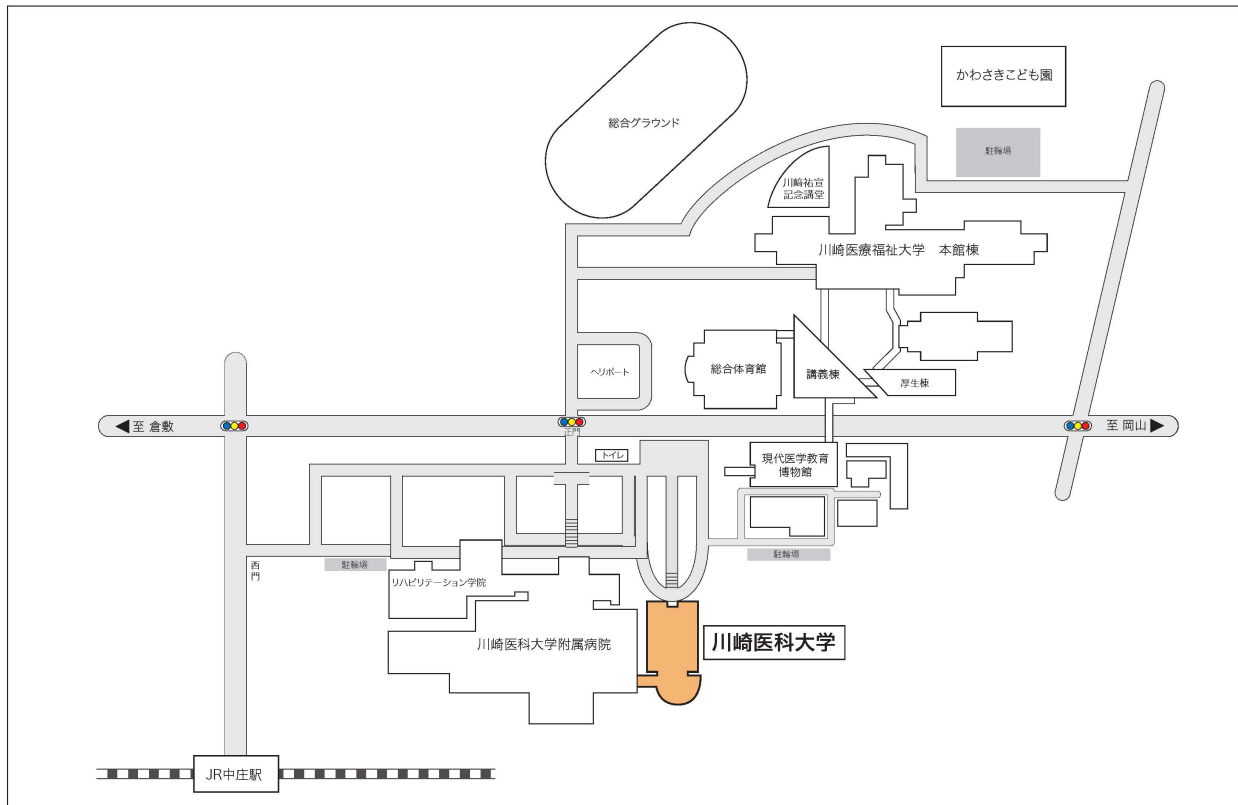 かわさきこども園
総合グラウンド
駐輪場
川﨑祐宣
記念講堂
川崎医療福祉大学 本館棟
ヘリポート
総合体育館
講義棟
厚生棟
◀至 倉敷
正門
至 岡山▶
トイレ
現代医学教育
博物館
西門
駐輪場
駐輪場
リハビリテーション学院
川崎医科大学附属病院
川崎医科大学
JR中庄駅